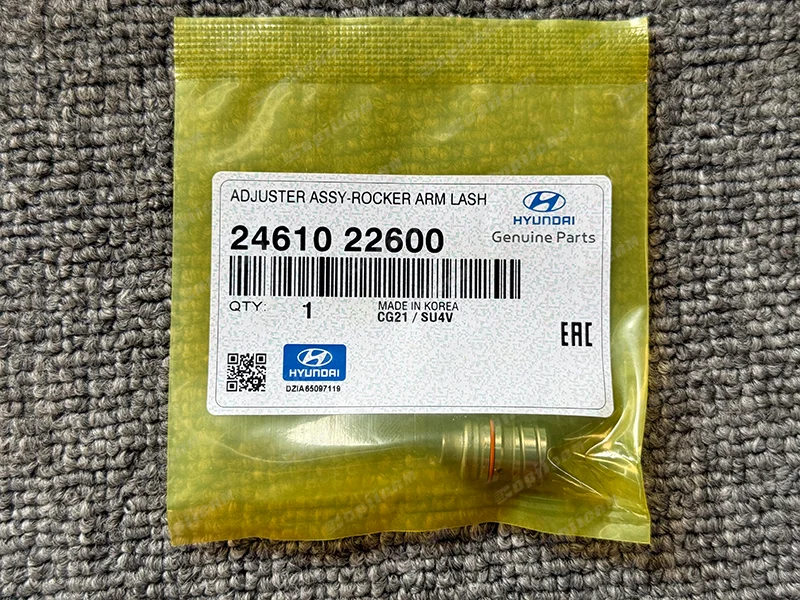 ADJUSTER ASSY-ROCKER ARM LASH
HYUNDAI
Genuine Parts
24610 22600
QTY: 1
MADE IN KOREA
CG21 / SU4V
EAC
HYUNDAI
DZIA65097119